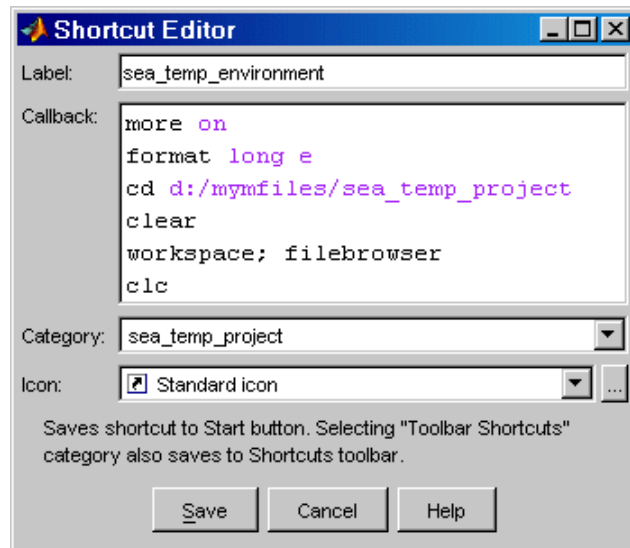 Shortcut Editor
Label: sea_temp_environment
Callback: more on
format long e
cd d:/mymfiles/sea_temp_project
clear
workspace; filebrowser
clc
Category: sea_temp_project
Icon: Standard icon ...
Saves shortcut to Start button. Selecting "Toolbar Shortcuts"
category also saves to Shortcuts toolbar.
Save Cancel Help